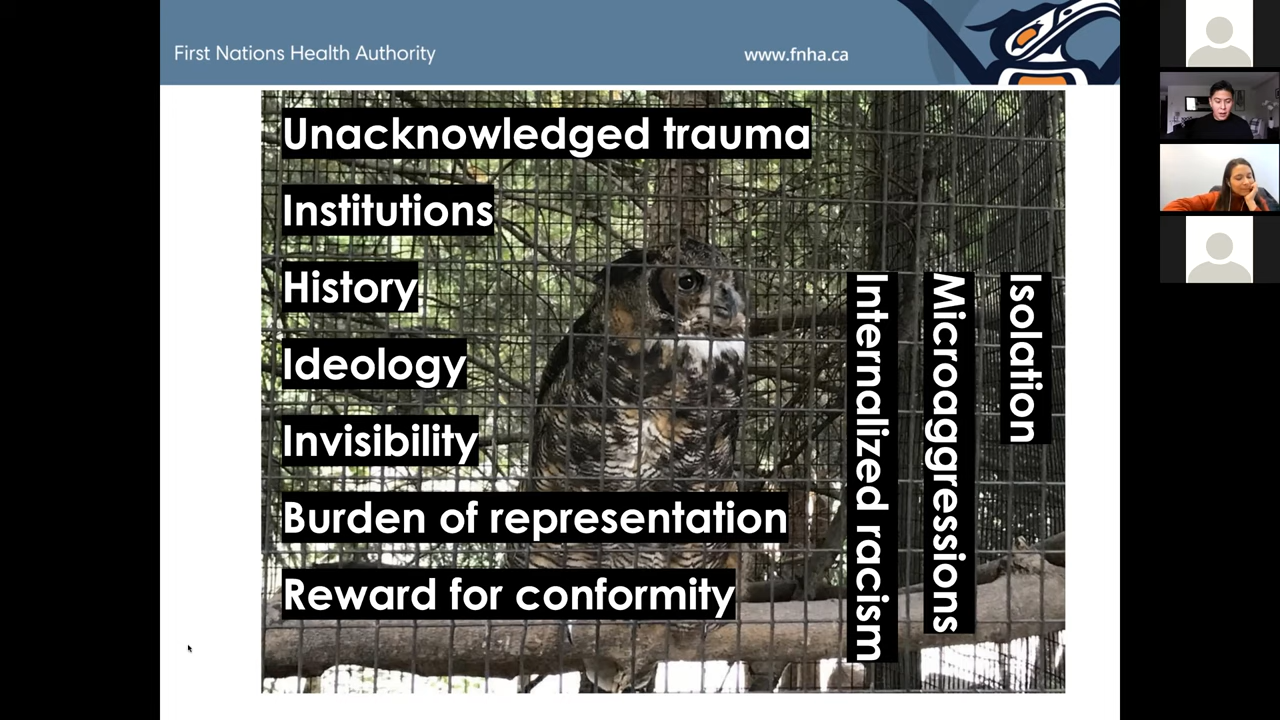 First Nations Health Authority
www.fnha.ca
Unacknowledged trauma
Institutions
History
Ideology
Invisibility
Burden of representation
Reward for conformity
Internalized racism
Microaggressions
Isolation